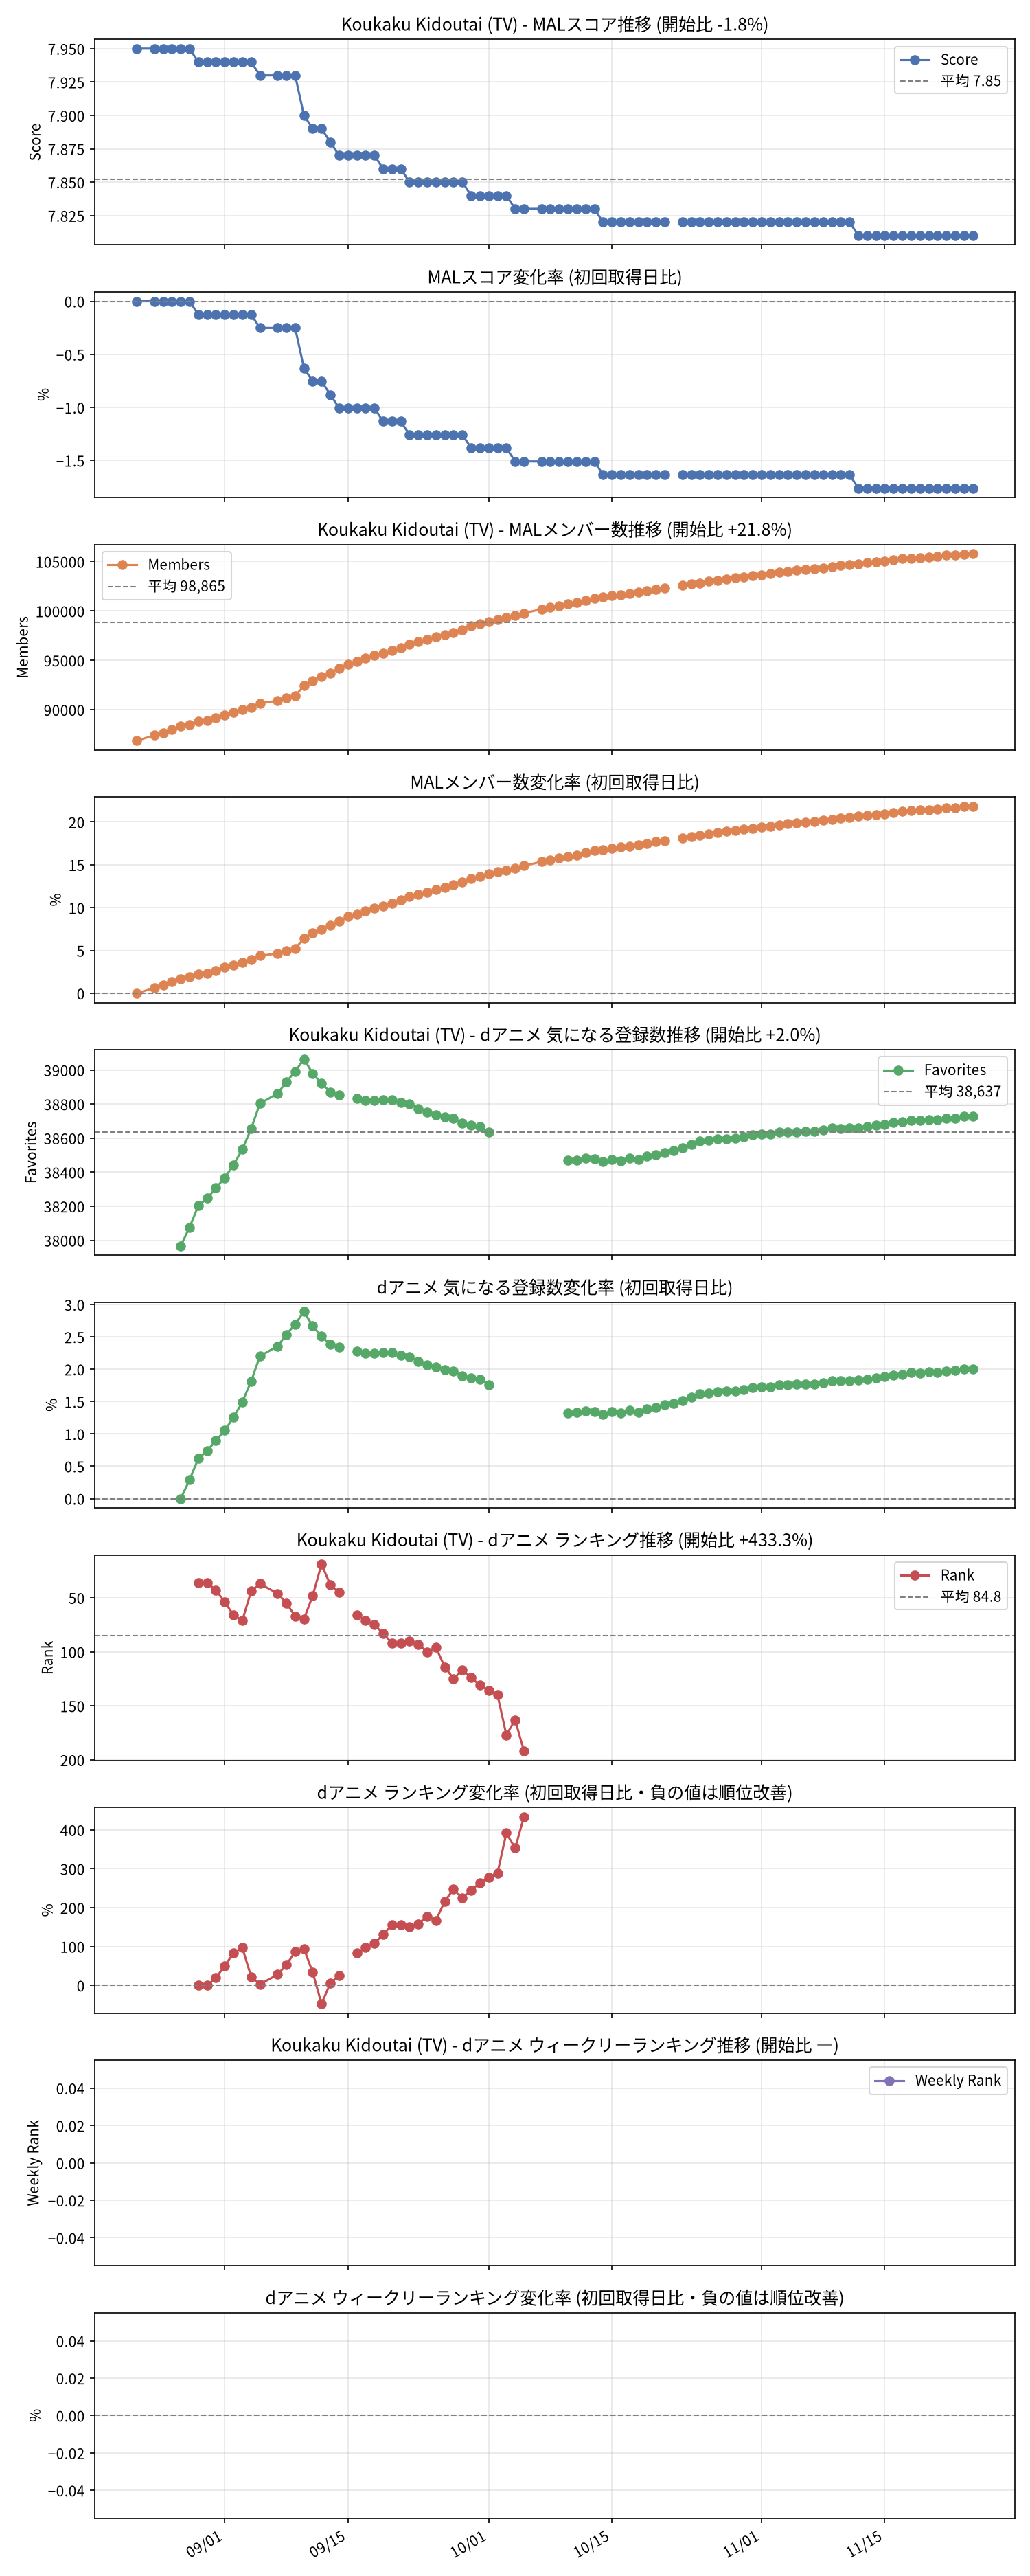 Koukaku Kidoutai (TV) - MALスコア推移 (開始比 -1.8%)
Score
7.950
7.925
7.900
7.875
7.850
7.825
Score
平均 7.85
MALスコア変化率 (初回取得日比)
%
0.0
−0.5
−1.0
−1.5
Koukaku Kidoutai (TV) - MALメンバー数推移 (開始比 +21.8%)
Members
105000
100000
95000
90000
Members
平均 98,865
MALメンバー数変化率 (初回取得日比)
%
20
15
10
5
0
Koukaku Kidoutai (TV) - dアニメ 気になる登録数推移 (開始比 +2.0%)
Favorites
39000
38800
38600
38400
38200
38000
Favorites
平均 38,637
dアニメ 気になる登録数変化率 (初回取得日比)
%
3.0
2.5
2.0
1.5
1.0
0.5
0.0
Koukaku Kidoutai (TV) - dアニメ ランキング推移 (開始比 +433.3%)
Rank
50
100
150
200
Rank
平均 84.8
dアニメ ランキング変化率 (初回取得日比・負の値は順位改善)
%
400
300
200
100
0
Koukaku Kidoutai (TV) - dアニメ ウィークリーランキング推移 (開始比 —)
Weekly Rank
0.04
0.02
0.00
−0.02
−0.04
Weekly Rank
dアニメ ウィークリーランキング変化率 (初回取得日比・負の値は順位改善)
%
0.04
0.02
0.00
−0.02
−0.04
09/01
09/15
10/01
10/15
11/01
11/15